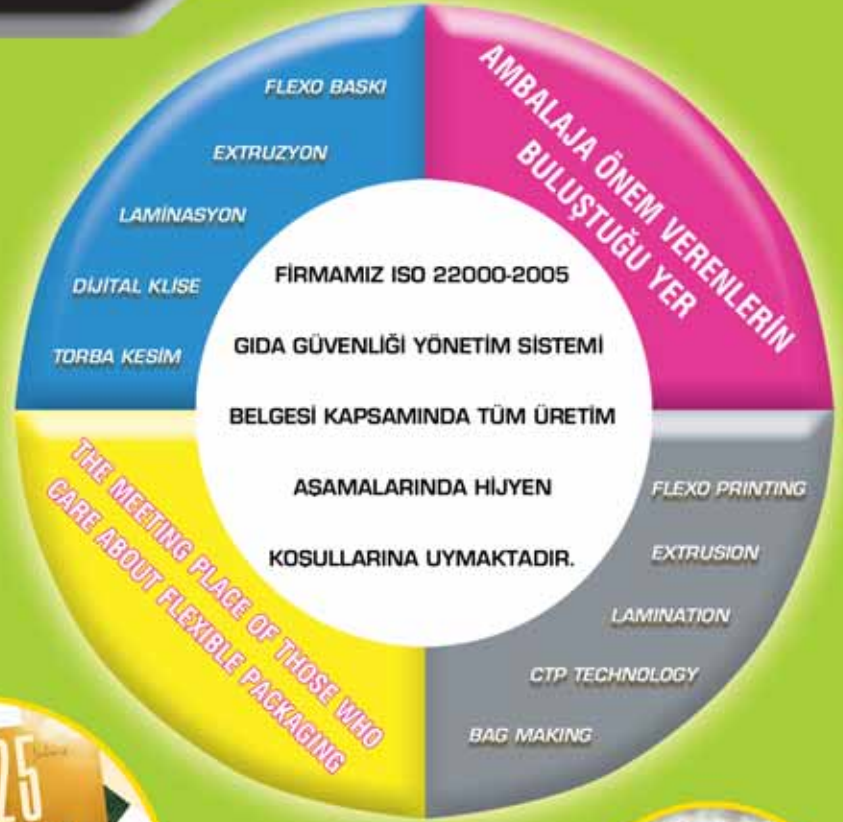 FLEXO BASKI
EXTRUZYON
LAMİNASYON
DİJİTAL KLİSE
TORBA KESİM
AMBALAJA ÖNEM VERENLERİN
BULUŞTUĞU YER
FİRMAMIZ ISO 22000-2005
GIDA GÜVENLİĞİ YÖNETİM SİSTEMİ
BELGESİ KAPSAMINDA TÜM ÜRETİM
AŞAMALARINDA HİJYEN
KOŞULLARINA UYMAKTADIR.
THE MEETING PLACE OF THOSE WHO
CARE ABOUT FLEXIBLE PACKAGING
FLEXO PRINTING
EXTRUSION
LAMINATION
CTP TECHNOLOGY
BAG MAKING
25